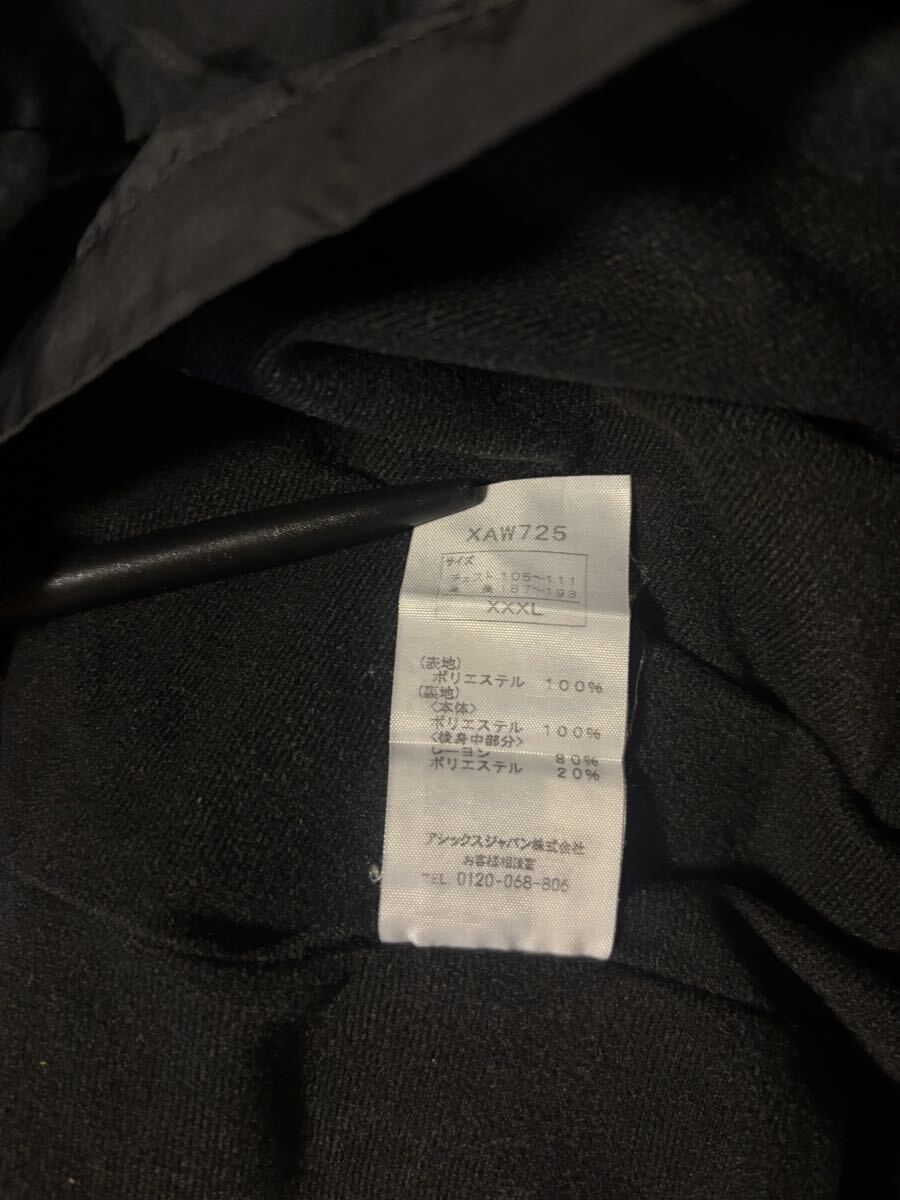 XAW725
サイズ
チェスト 105~111
身 長 187~193
XXXL
(表地)
ポリエステル 100%
(裏地)
<本体>
ポリエステル 100%
<後身中部分>
レーヨン 80%
ポリエステル 20%
アシックスジャパン株式会社
お客様相談室
TEL. 0120-068-806